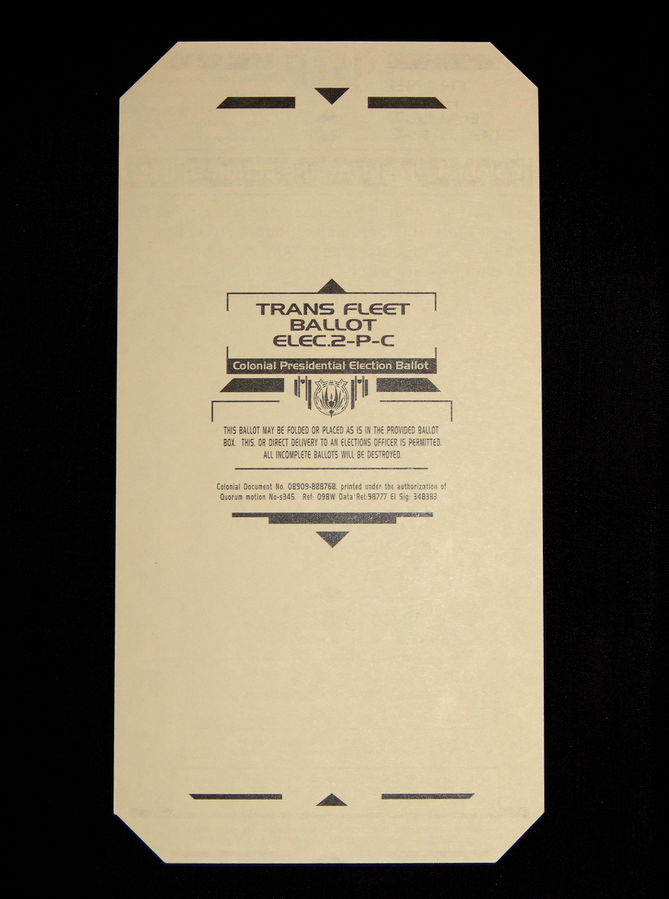 TRANS FLEET
BALLOT
ELEC.2-P-C
Colonial Presidential Election Ballot
THIS BALLOT MAY BE FOLDED OR PLACED AS IS IN THE PROVIDED BALLOT
BOX. THIS, OR DIRECT DELIVERY TO AN ELECTIONS OFFICER IS PERMITTED.
ALL INCOMPLETE BALLOTS WILL BE DESTROYED.
Colonial Document No. 08909-888768, printed under the authorization of
Quorum motion No-s345. Ref: 098W Data Ret:98777 El Sig: 348383